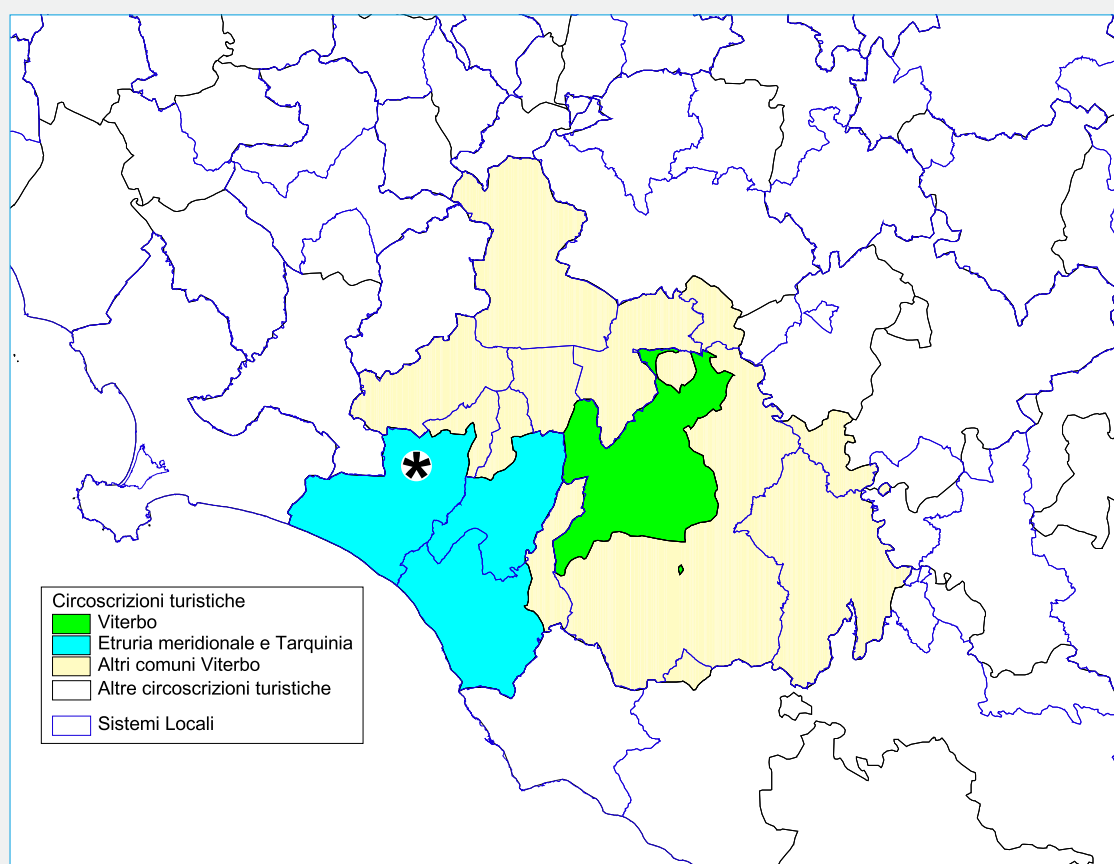 Circoscrizioni turistiche
Viterbo
Etruria meridionale e Tarquinia
Altri comuni Viterbo
Altre circoscrizioni turistiche
Sistemi Locali